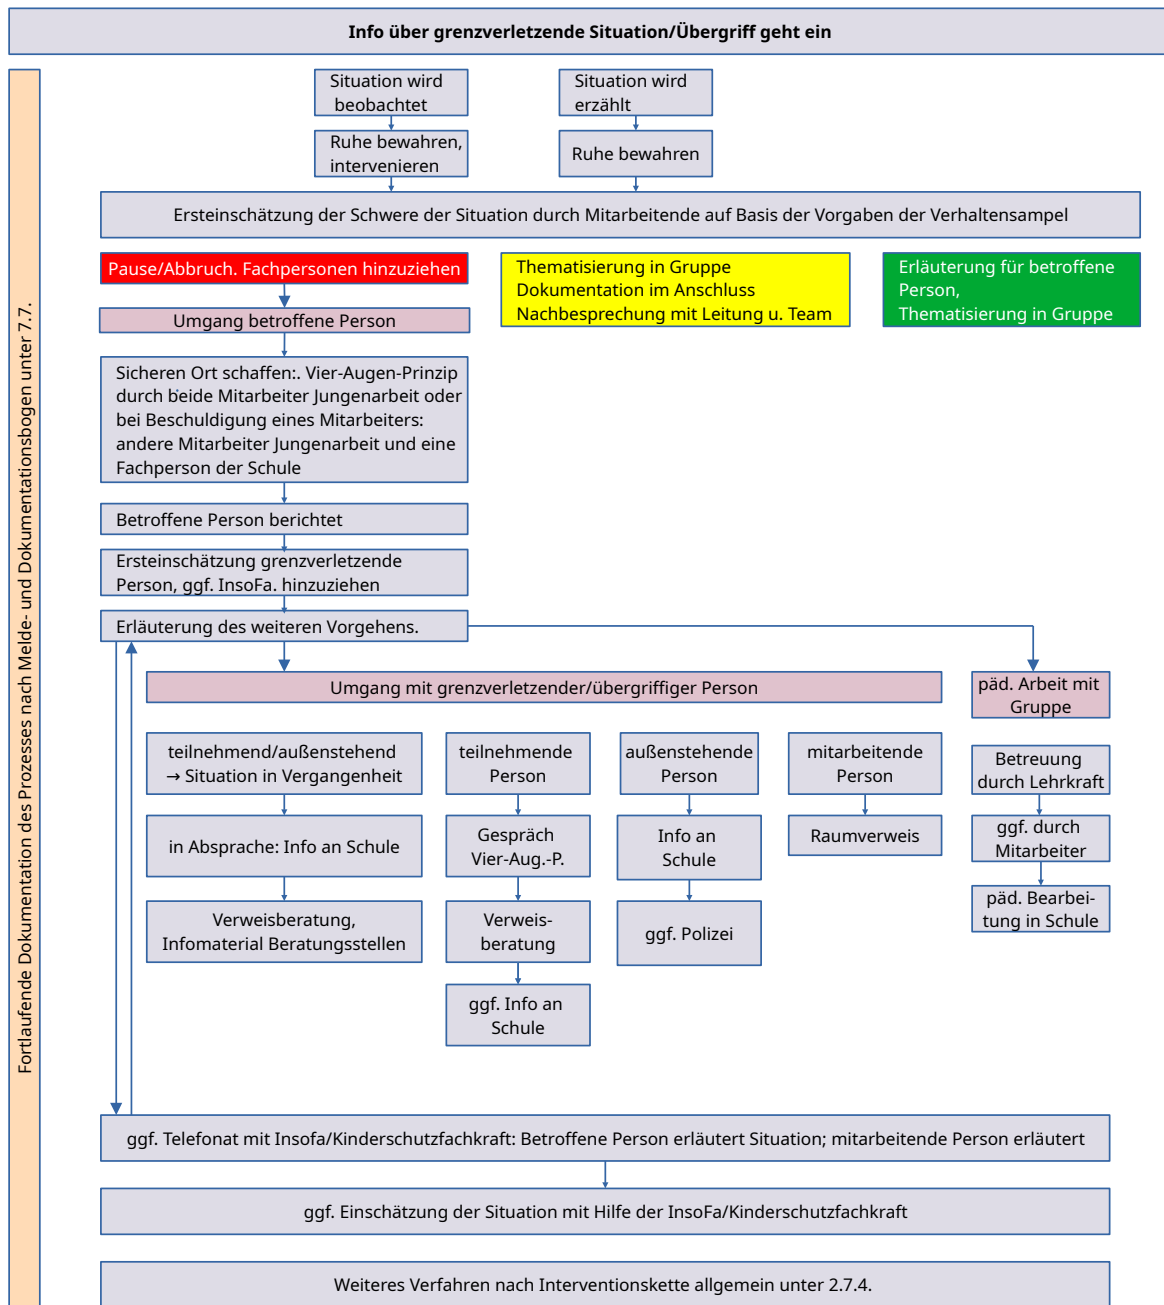 Info über grenzverletzende Situation/Übergriff geht ein
Fortlaufende Dokumentation des Prozesses nach Melde- und Dokumentationsbogen unter 7.7.
Situation wird
beobachtet
Situation wird
erzählt
Ruhe bewahren,
intervenieren
Ruhe bewahren
Ersteinschätzung der Schwere der Situation durch Mitarbeitende auf Basis der Vorgaben der Verhaltensampel
Pause/Abbruch. Fachpersonen hinzuziehen
Thematisierung in Gruppe
Dokumentation im Anschluss
Nachbesprechung mit Leitung u. Team
Erläuterung für betroffene
Person,
Thematisierung in Gruppe
Umgang betroffene Person
Sicheren Ort schaffen:. Vier-Augen-Prinzip
durch beide Mitarbeiter Jungenarbeit oder
bei Beschuldigung eines Mitarbeiters:
andere Mitarbeiter Jungenarbeit und eine
Fachperson der Schule
Betroffene Person berichtet
Ersteinschätzung grenzverletzende
Person, ggf. InsoFa. hinzuziehen
Erläuterung des weiteren Vorgehens.
Umgang mit grenzverletzender/übergriffiger Person
päd. Arbeit mit
Gruppe
teilnehmend/außenstehend
→ Situation in Vergangenheit
in Absprache: Info an Schule
Verweisberatung,
Infomaterial Beratungsstellen
teilnehmende
Person
Gespräch
Vier-Aug.-P.
Verweis-
beratung
ggf. Info an
Schule
außenstehende
Person
Info an
Schule
ggf. Polizei
mitarbeitende
Person
Raumverweis
Betreuung
durch Lehrkraft
ggf. durch
Mitarbeiter
päd. Bearbei-
tung in Schule
ggf. Telefonat mit Insofa/Kinderschutzfachkraft: Betroffene Person erläutert Situation; mitarbeitende Person erläutert
ggf. Einschätzung der Situation mit Hilfe der InsoFa/Kinderschutzfachkraft
Weiteres Verfahren nach Interventionskette allgemein unter 2.7.4.